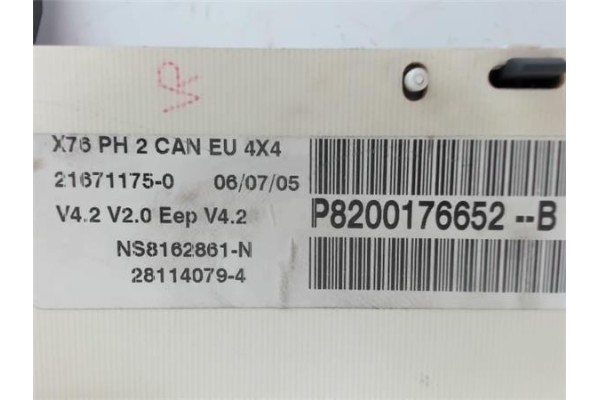 VR
X76 PH 2 CAN EU 4X4
21671175-0 06/07/05
V4.2 V2.0 Eep V4.2
P8200176652 --B
NS8162861-N
28114079-4